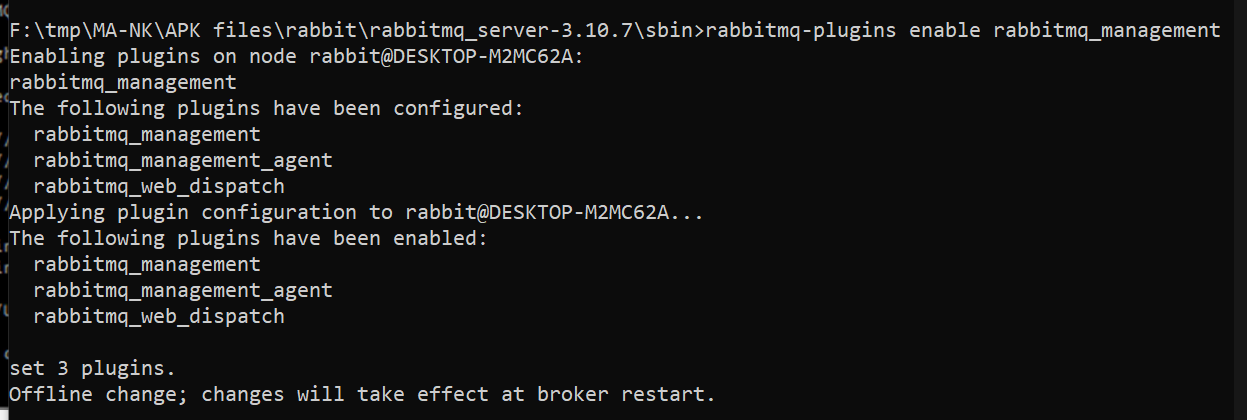 F:\tmp\MA-NK\APK files\rabbit\rabbitmq_server-3.10.7\sbin>rabbitmq-plugins enable rabbitmq_management
Enabling plugins on node rabbit@DESKTOP-M2MC62A:
rabbitmq_management
The following plugins have been configured:
  rabbitmq_management
  rabbitmq_management_agent
  rabbitmq_web_dispatch
Applying plugin configuration to rabbit@DESKTOP-M2MC62A...
The following plugins have been enabled:
  rabbitmq_management
  rabbitmq_management_agent
  rabbitmq_web_dispatch

set 3 plugins.
Offline change; changes will take effect at broker restart.